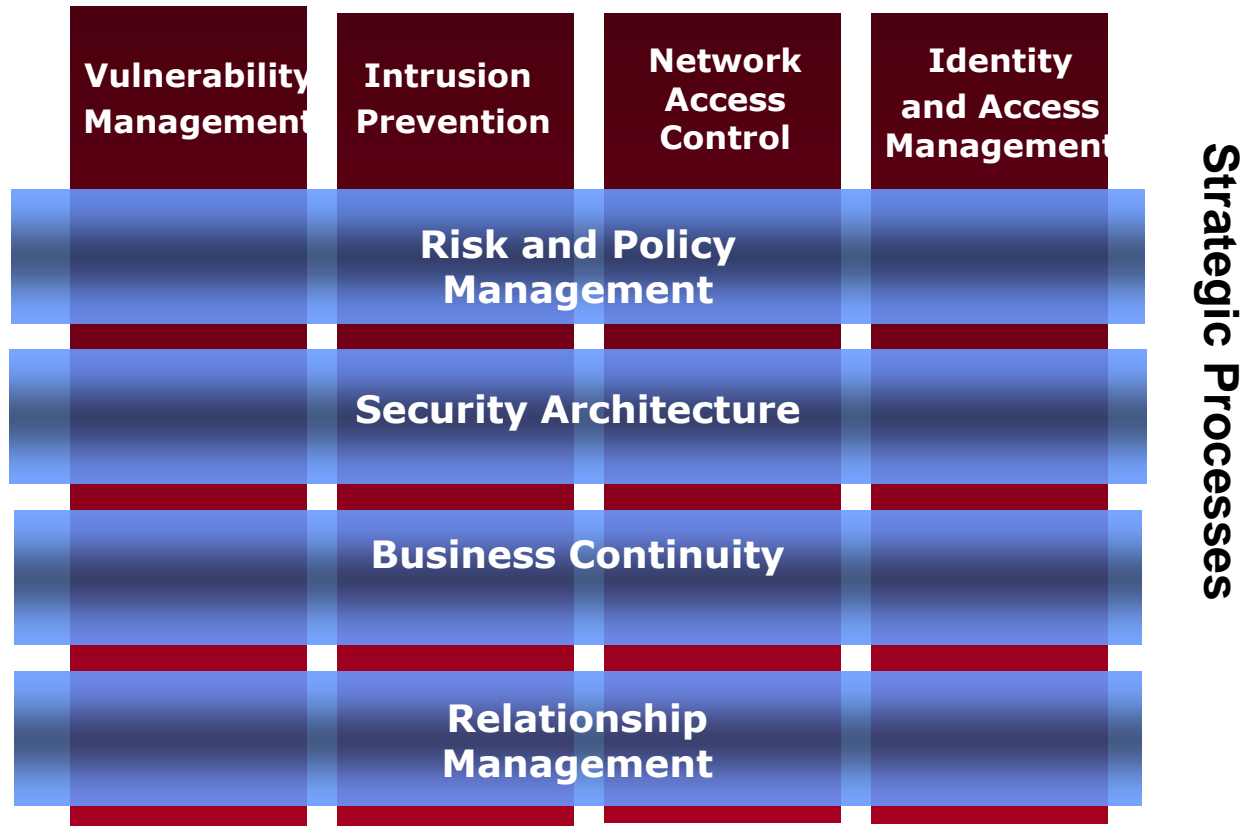 Vulnerability
Management
Intrusion
Prevention
Network
Access
Control
Identity
and Access
Management
Risk and Policy
Management
Security Architecture
Business Continuity
Relationship
Management
Strategic Processes